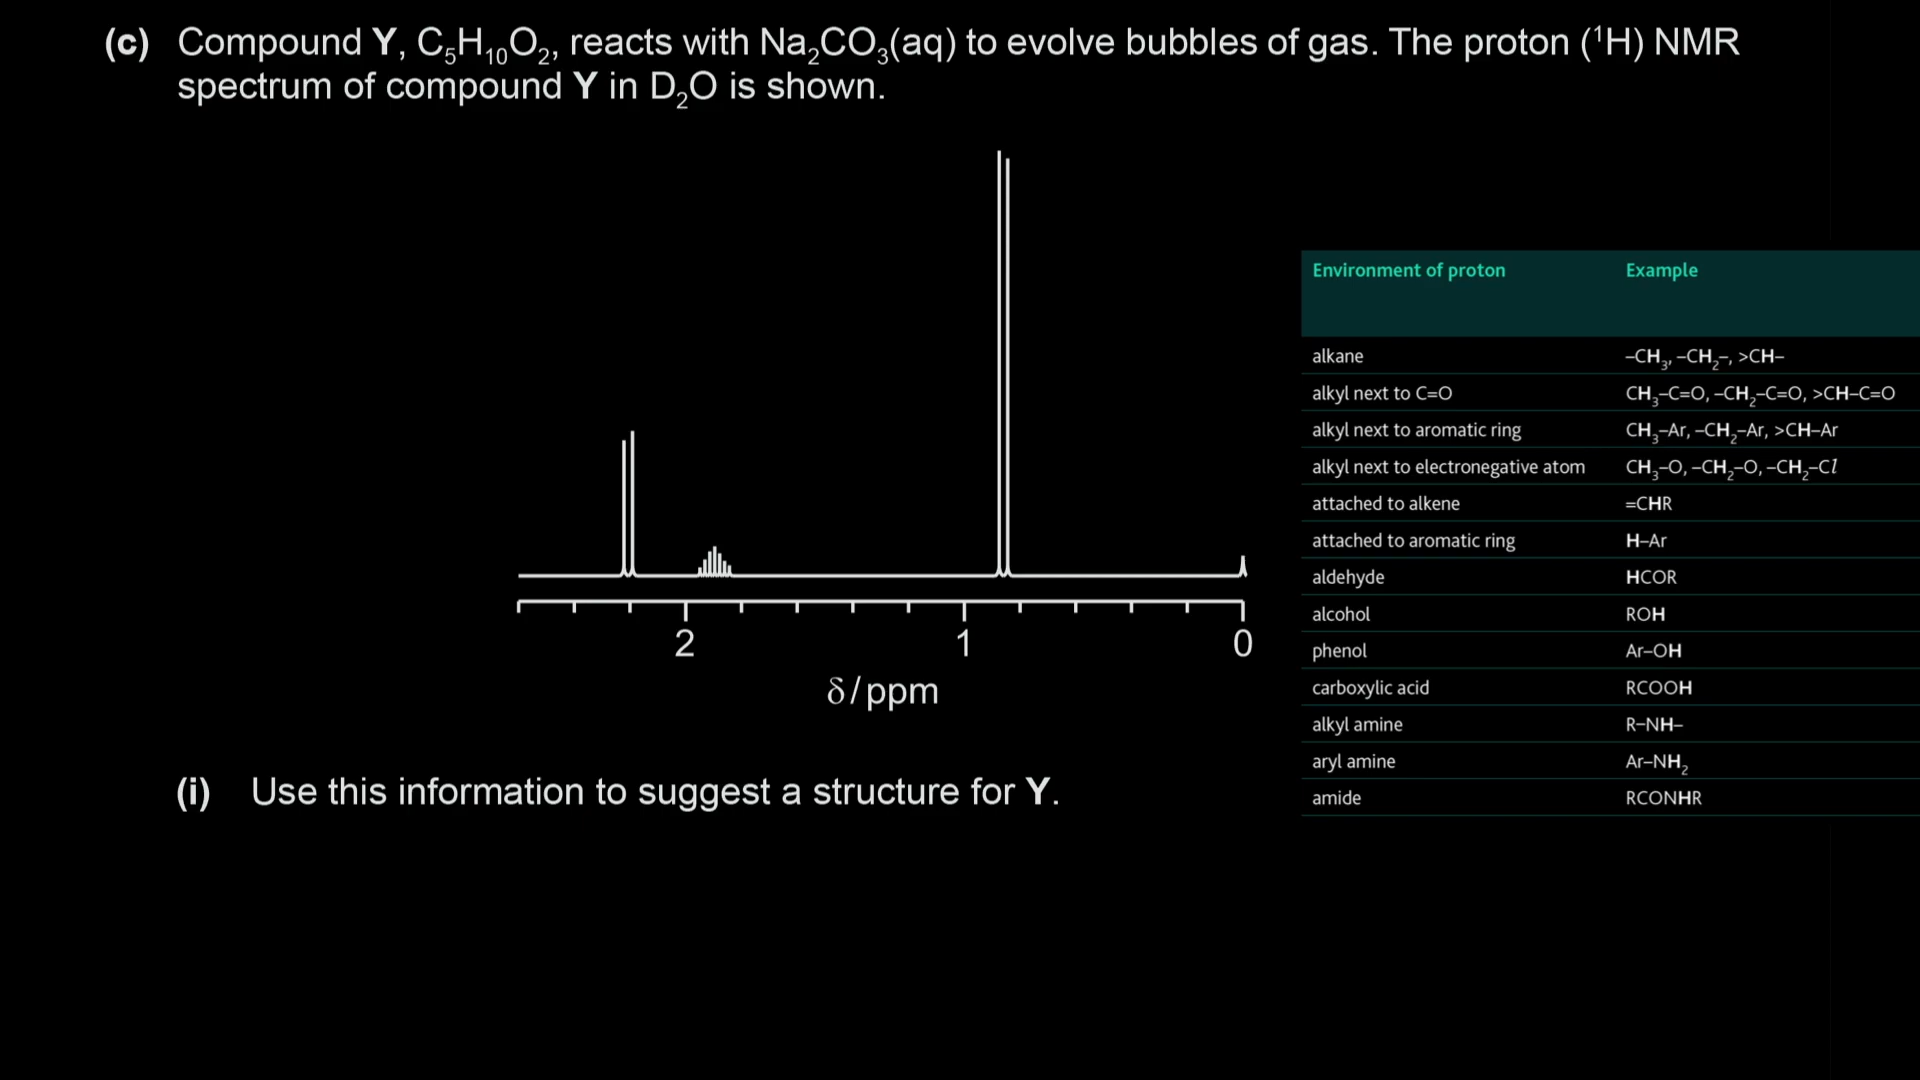 (c) Compound Y, C₅H₁₀O₂, reacts with Na₂CO₃(aq) to evolve bubbles of gas. The proton (¹H) NMR
spectrum of compound Y in D₂O is shown.
2 1 0
δ/ppm
Environment of proton Example
alkane –CH₃, –CH₂–, >CH–
alkyl next to C=O CH₃–C=O, –CH₂–C=O, >CH–C=O
alkyl next to aromatic ring CH₃–Ar, –CH₂–Ar, >CH–Ar
alkyl next to electronegative atom CH₃–O, –CH₂–O, –CH₂–Cl
attached to alkene =CHR
attached to aromatic ring H–Ar
aldehyde HCOR
alcohol ROH
phenol Ar–OH
carboxylic acid RCOOH
alkyl amine R–NH–
aryl amine Ar–NH₂
amide RCONHR
(i) Use this information to suggest a structure for Y.